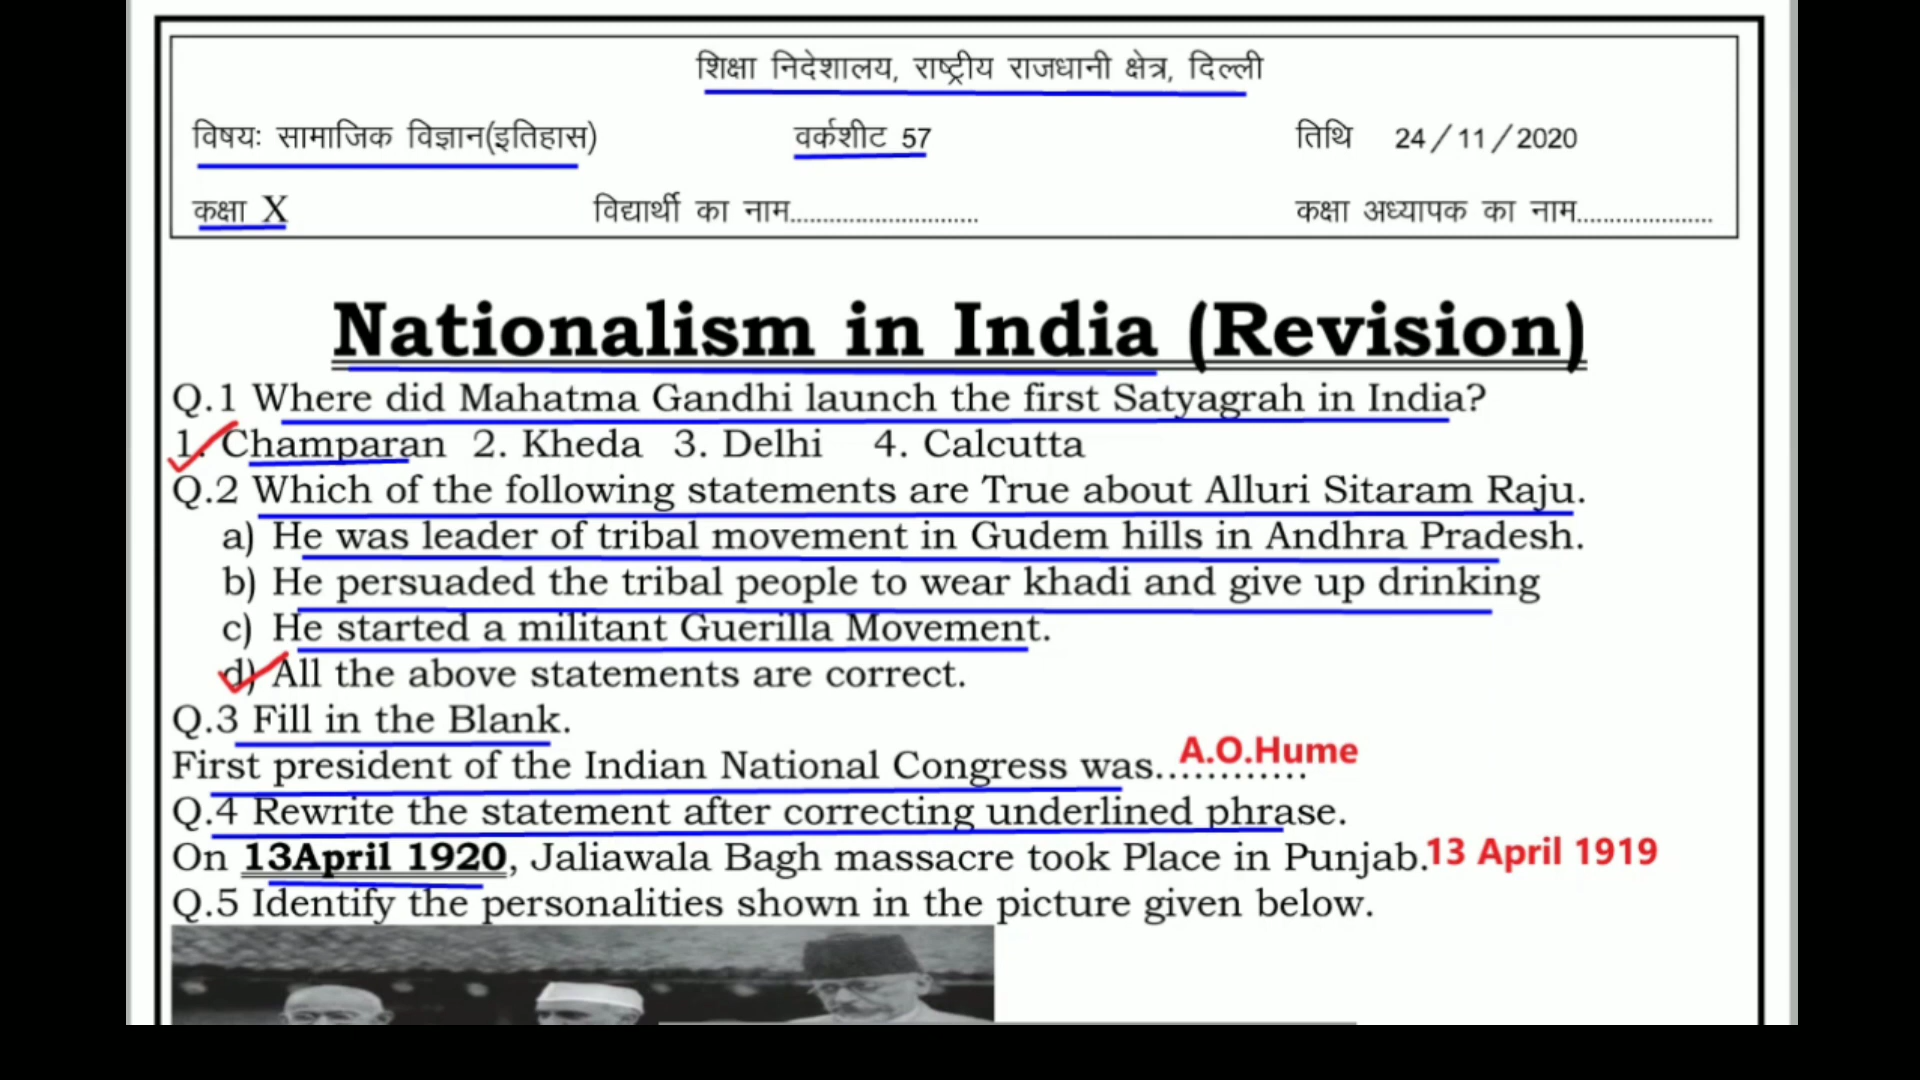 शिक्षा निदेशालय, राष्ट्रीय राजधानी क्षेत्र, दिल्ली
विषयः सामाजिक विज्ञान(इतिहास) वर्कशीट 57 तिथि 24/11/2020
कक्षा X विद्यार्थी का नाम............................ कक्षा अध्यापक का नाम.....................
Nationalism in India (Revision)
Q.1 Where did Mahatma Gandhi launch the first Satyagrah in India?
1. Champaran 2. Kheda 3. Delhi 4. Calcutta
Q.2 Which of the following statements are True about Alluri Sitaram Raju.
a) He was leader of tribal movement in Gudem hills in Andhra Pradesh.
b) He persuaded the tribal people to wear khadi and give up drinking
c) He started a militant Guerilla Movement.
d) All the above statements are correct.
Q.3 Fill in the Blank.
First president of the Indian National Congress was............ A.O.Hume
Q.4 Rewrite the statement after correcting underlined phrase.
On 13April 1920, Jaliawala Bagh massacre took Place in Punjab. 13 April 1919
Q.5 Identify the personalities shown in the picture given below.